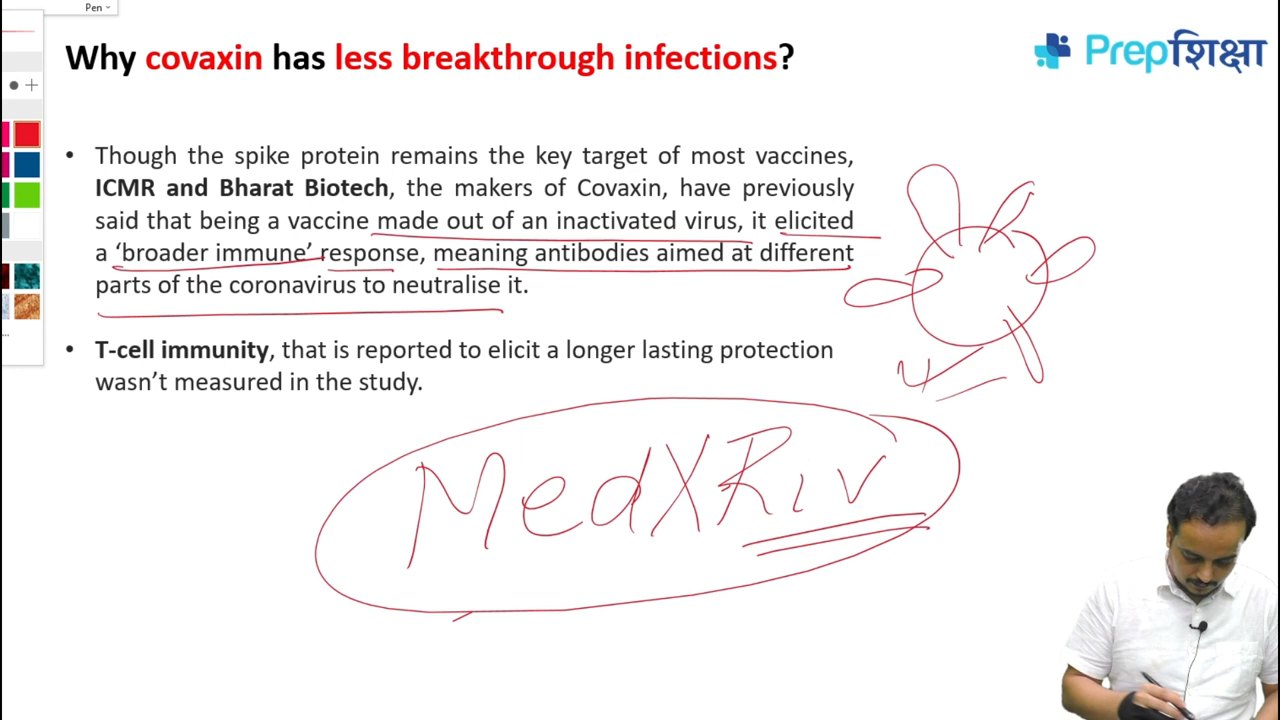 Pen
Why covaxin has less breakthrough infections?
Prepशिक्षा
• Though the spike protein remains the key target of most vaccines,
ICMR and Bharat Biotech, the makers of Covaxin, have previously
said that being a vaccine made out of an inactivated virus, it elicited
a ‘broader immune’ response, meaning antibodies aimed at different
parts of the coronavirus to neutralise it.
• T-cell immunity, that is reported to elicit a longer lasting protection
wasn’t measured in the study.
MedXRiv